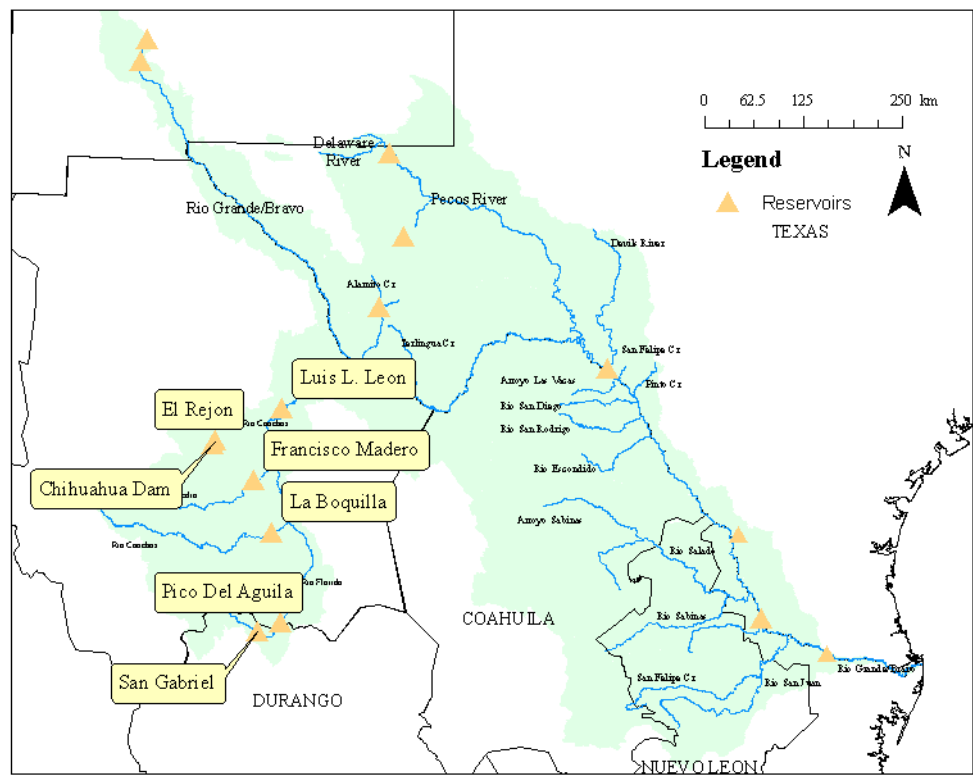 0 62.5 125 250 km
Legend
N
Reservoirs
TEXAS
Delaware
River
Pecos River
Rio Grande/Bravo
Devils River
Alamito Cr
Terlingua Cr
San Felipe Cr
Pinto Cr
Arroyo Las Vacas
Rio San Diego
Rio San Rodrigo
Rio Escondido
Luis L. Leon
El Rejon
Rio Conchos
Francisco Madero
Chihuahua Dam
La Boquilla
Rio Conchos
Arroyo Sabinas
Rio Salado
Rio Florido
Pico Del Aguila
COAHUILA
Rio Sabinas
San Gabriel
DURANGO
Rio Grande/Bravo
San Felipe Cr
Rio San Juan
NUEVO LEON